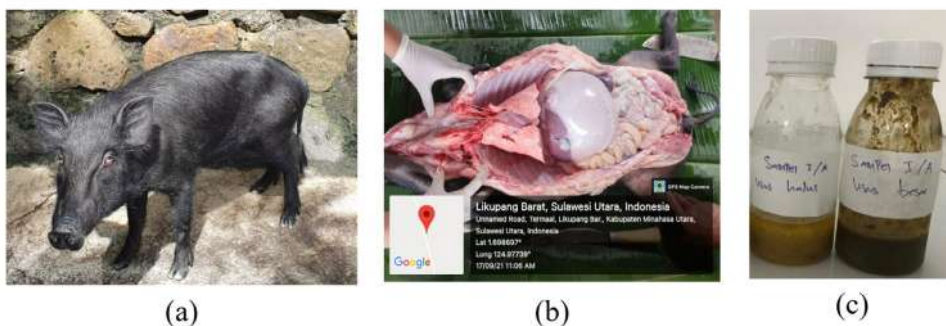 GPS Map Camera
Likupang Barat, Sulawesi Utara, Indonesia
Unnamed Road, Termaal, Likupang Bar., Kabupaten Minahasa Utara,
Sulawesi Utara, Indonesia
Lat 1.698697°
Long 124.97739°
17/09/21 11:06 AM
Google
SAMPEL I/A
Usus halus
SAMPEL I/A
Usus besar
(a)
(b)
(c)